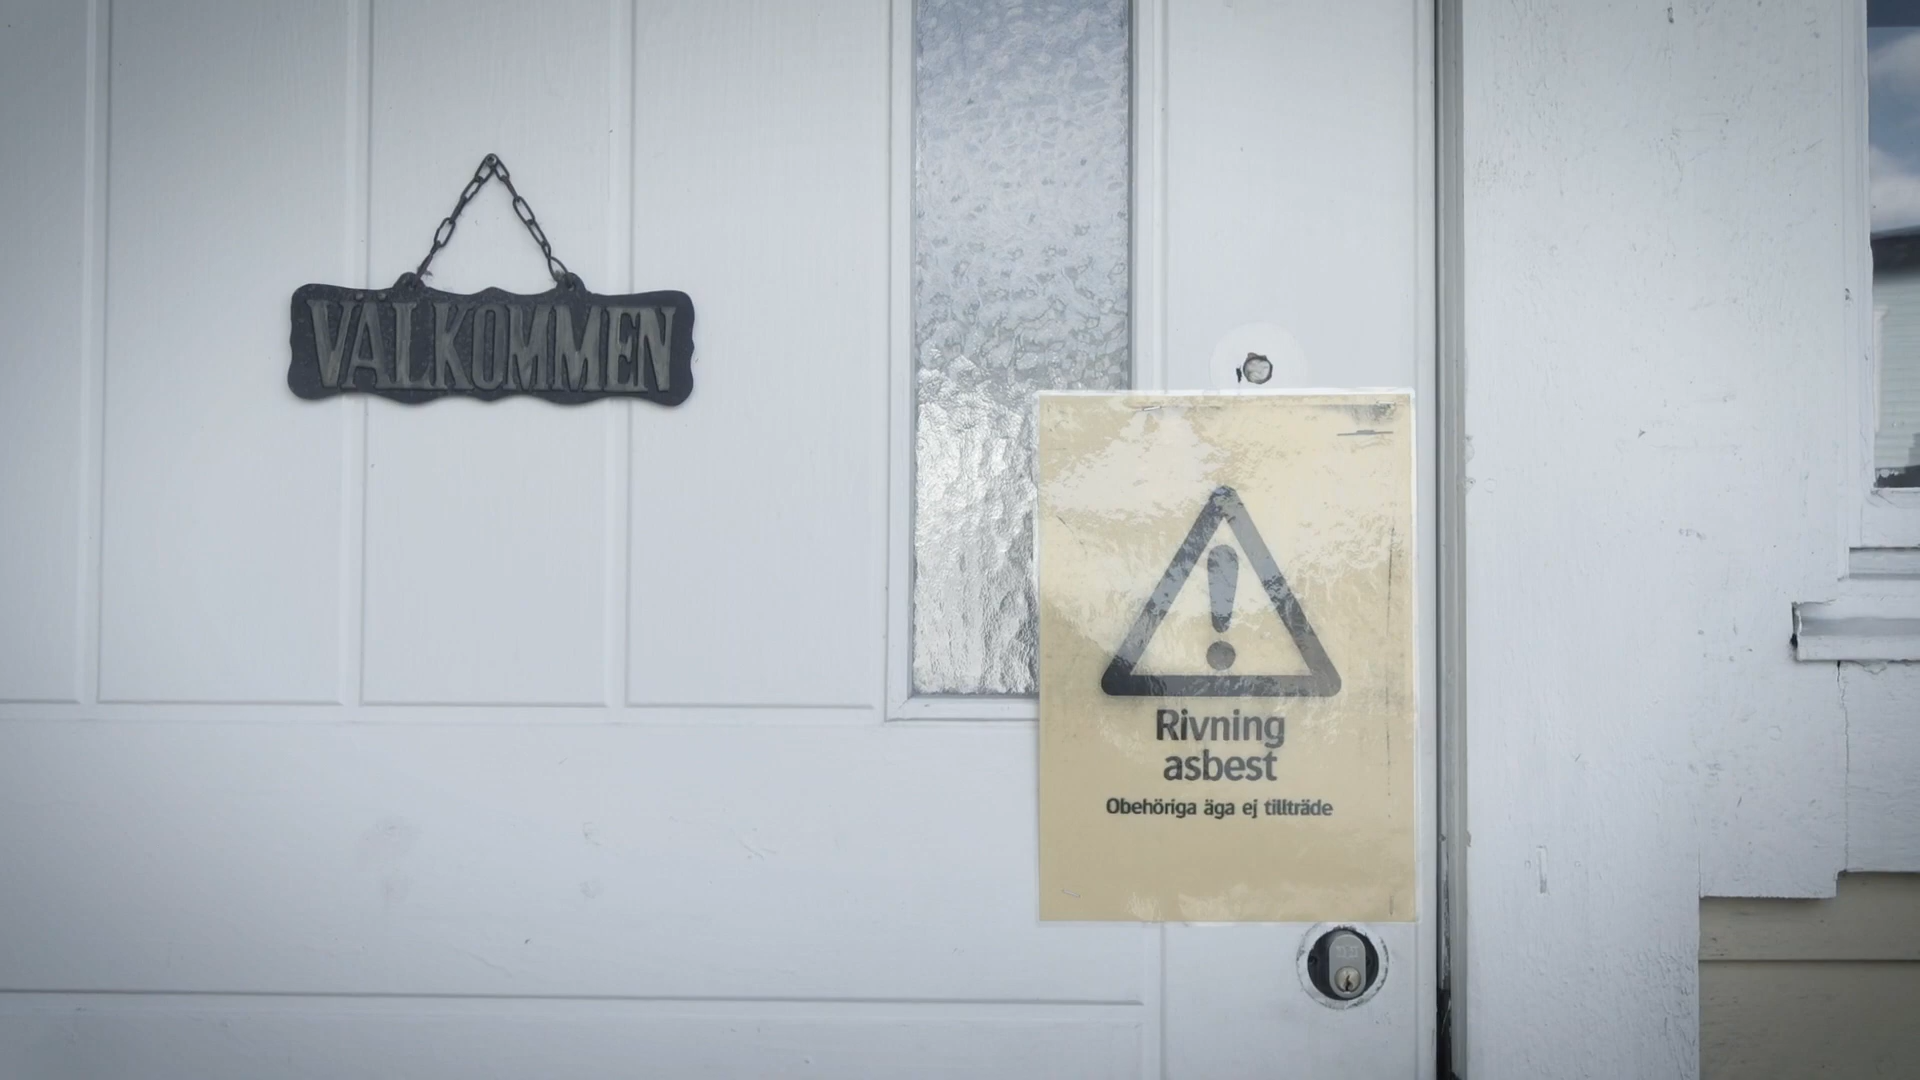 VÄLKOMMEN
Rivning
asbest
Obehöriga äga ej tillträde